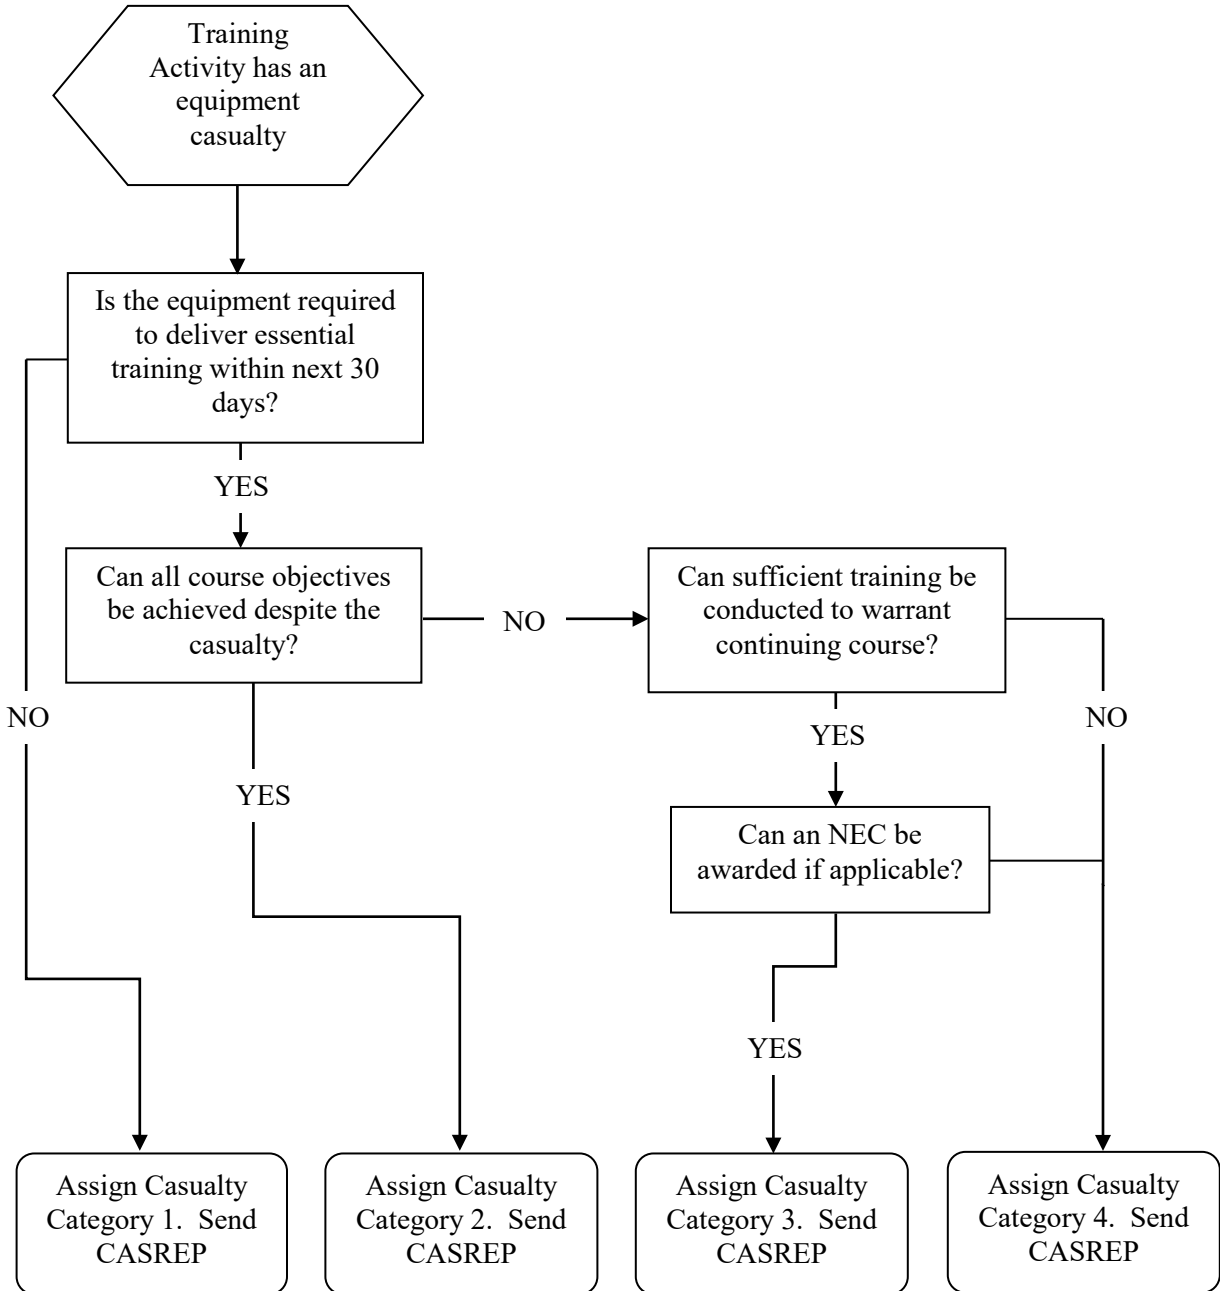 Training
Activity has an
equipment
casualty
Is the equipment required
to deliver essential
training within next 30
days?
YES
Can all course objectives
be achieved despite the
casualty?
NO
Can sufficient training be
conducted to warrant
continuing course?
NO
YES
NO
YES
Can an NEC be
awarded if applicable?
YES
Assign Casualty
Category 1.  Send
CASREP
Assign Casualty
Category 2.  Send
CASREP
Assign Casualty
Category 3.  Send
CASREP
Assign Casualty
Category 4.  Send
CASREP